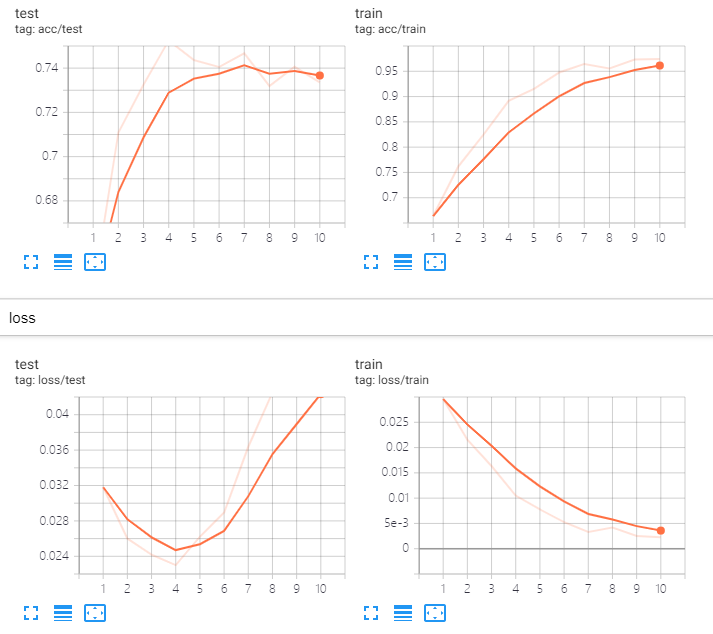 test
tag: acc/test
train
tag: acc/train
0.74
0.72
0.7
0.68
1 2 3 4 5 6 7 8 9 10
0.95
0.9
0.85
0.8
0.75
0.7
1 2 3 4 5 6 7 8 9 10
loss
test
tag: loss/test
train
tag: loss/train
0.04
0.036
0.032
0.028
0.024
1 2 3 4 5 6 7 8 9 10
0.025
0.02
0.015
0.01
5e-3
0
1 2 3 4 5 6 7 8 9 10